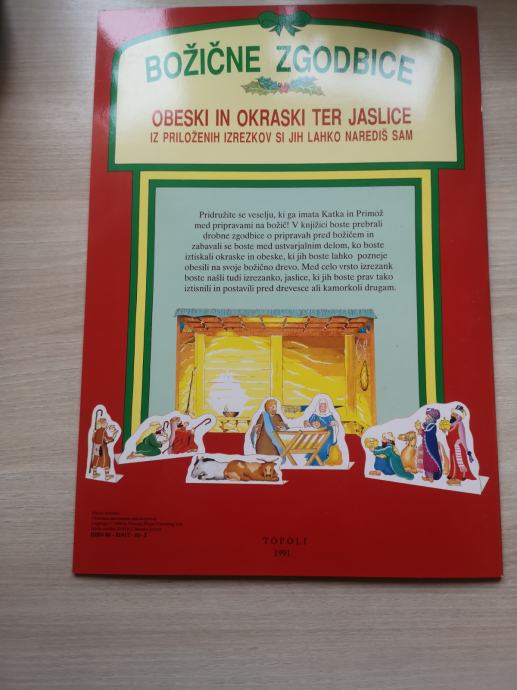 BOŽIČNE ZGODBICE
OBESKI IN OKRASKI TER JASLICE
IZ PRILOŽENIH IZREZKOV SI JIH LAHKO NAREDIŠ SAM
Pridružite se veselju, ki ga imata Katka in Primož
med pripravami na božič! V knjižici boste prebrali
drobne zgodbice o pripravah pred božičem in
zabavali se boste med ustvarjalnim delom, ko boste
iztiskali okraske in obeske, ki jih boste lahko pozneje
obesili na svoje božično drevo. Med celo vrsto izrezank
boste našli tudi izrezanko, jaslice, ki jih boste prav tako
iztisnili in postavili pred drevesce ali kamorkoli drugam.
TOPOLI
1991